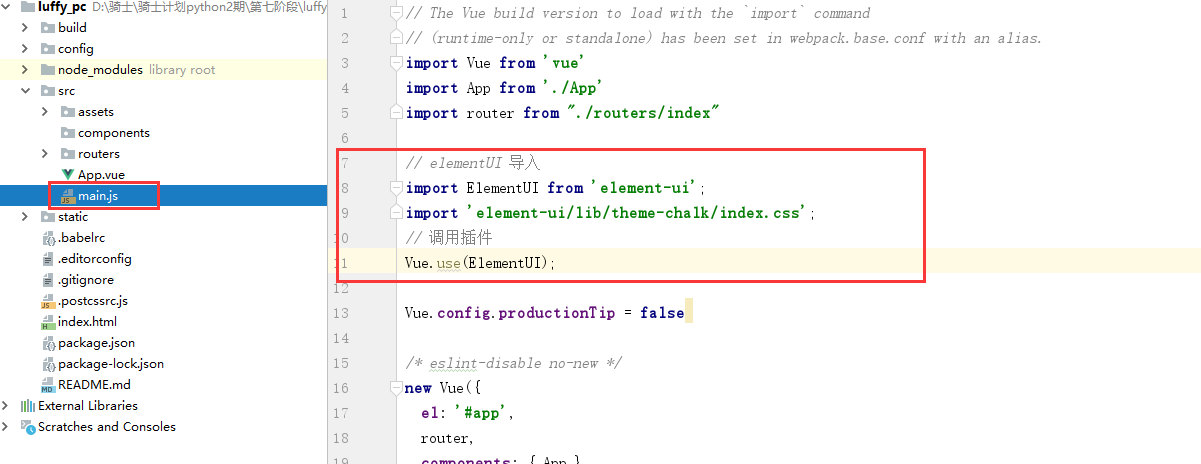 luffy_pc D:\骑士\骑士计划python2期\第七阶段\luffy
build
config
node_modules library root
src
assets
components
routers
App.vue
main.js
static
.babelrc
.editorconfig
.gitignore
.postcssrc.js
index.html
package.json
package-lock.json
README.md
External Libraries
Scratches and Consoles
1 // The Vue build version to load with the `import` command
2 // (runtime-only or standalone) has been set in webpack.base.conf with an alias.
3 import Vue from 'vue'
4 import App from './App'
5 import router from "./routers/index"
6
7 // elementUI 导入
8 import ElementUI from 'element-ui';
9 import 'element-ui/lib/theme-chalk/index.css';
10 // 调用插件
11 Vue.use(ElementUI);
12
13 Vue.config.productionTip = false
14
15 /* eslint-disable no-new */
16 new Vue({
17 el: '#app',
18 router,
19 components: { App }